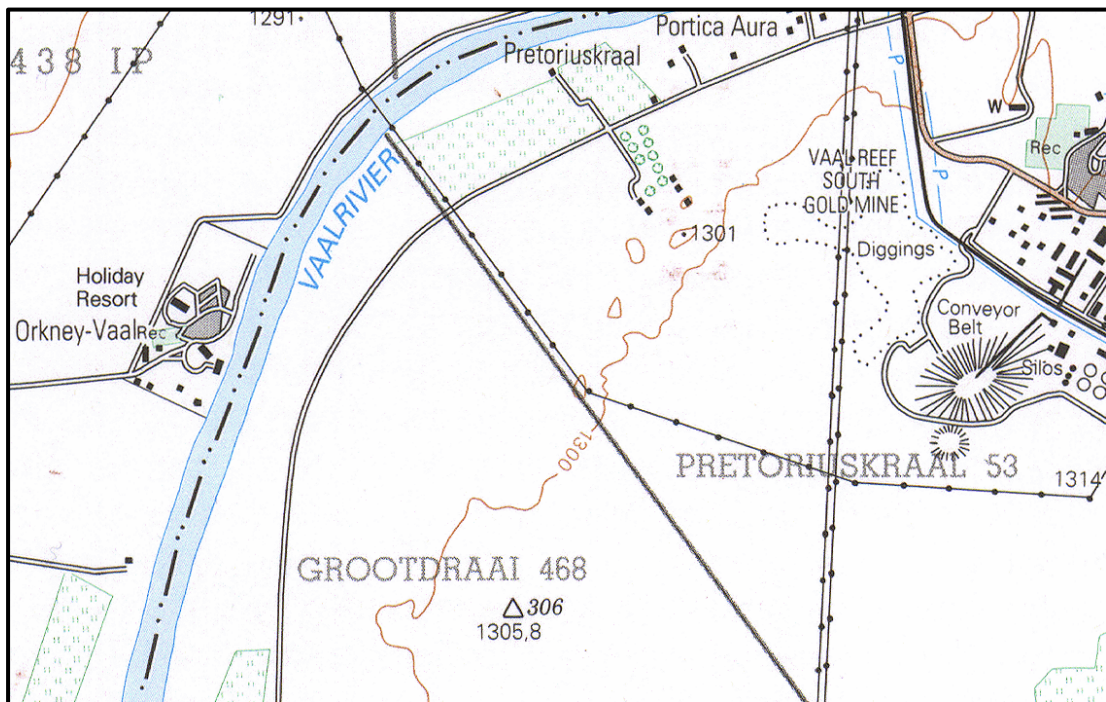 1291
438 IP
Portica Aura
Pretoriuskraal
P
P
W
Rec
VAAL REEF
SOUTH
GOLD MINE
VAALRIVIER
1301
Diggings
Holiday
Resort
Orkney-Vaal
Rec
Conveyor
Belt
Silos
1300
PRETORIUSKRAAL 53
1314
GROOTDRAAI 468
306
1305,8